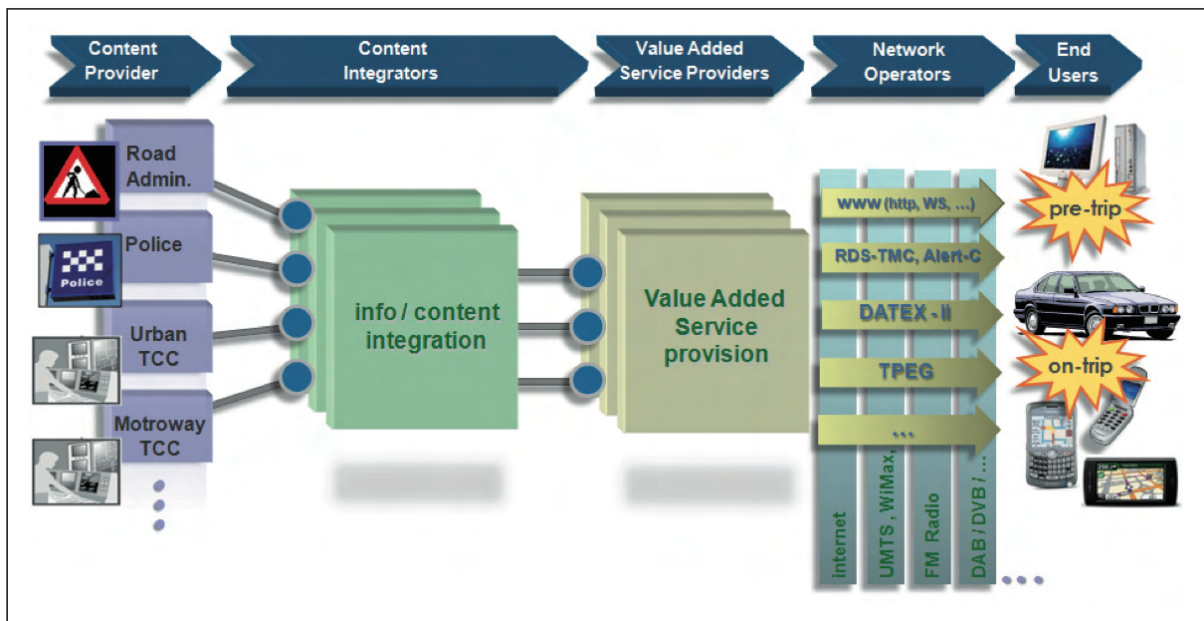 Content
Provider
Content
Integrators
Value Added
Service Providers
Network
Operators
End
Users
Road
Admin.
Police
Police
Urban
TCC
Motroway
TCC
info / content
integration
Value Added
Service
provision
WWW (http, WS, ...)
RDS-TMC, Alert-C
DATEX - II
TPEG
...
internet
UMTS , WiMax,
FM Radio
DAB / DVB / ...
pre-trip
on-trip